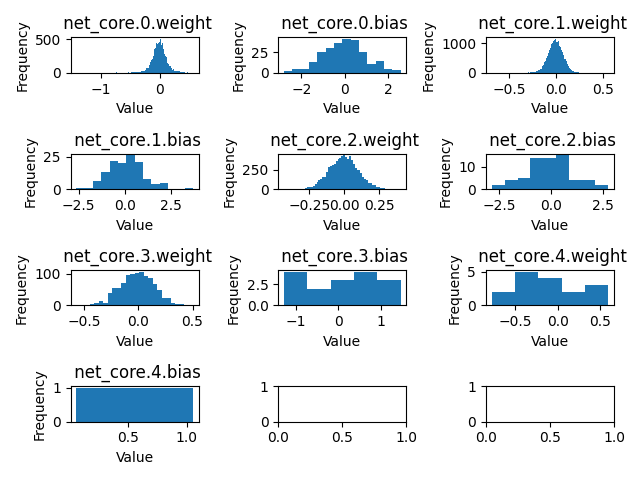 net_core.0.weight
net_core.0.bias
net_core.1.weight
500
0
Frequency
−1
0
Value
25
0
Frequency
−2
0
2
Value
1000
0
Frequency
−0.5
0.0
0.5
Value
net_core.1.bias
net_core.2.weight
net_core.2.bias
25
0
Frequency
−2.5
0.0
2.5
Value
250
0
Frequency
−0.25
0.00
0.25
Value
10
0
Frequency
−2.5
0.0
2.5
Value
net_core.3.weight
net_core.3.bias
net_core.4.weight
100
0
Frequency
−0.5
0.0
0.5
Value
2.5
0.0
Frequency
−1
0
1
Value
5
0
Frequency
−0.5
0.0
0.5
Value
net_core.4.bias
1
0
Frequency
0.5
1.0
Value
1
0
0.0
0.5
1.0
1
0
0.0
0.5
1.0